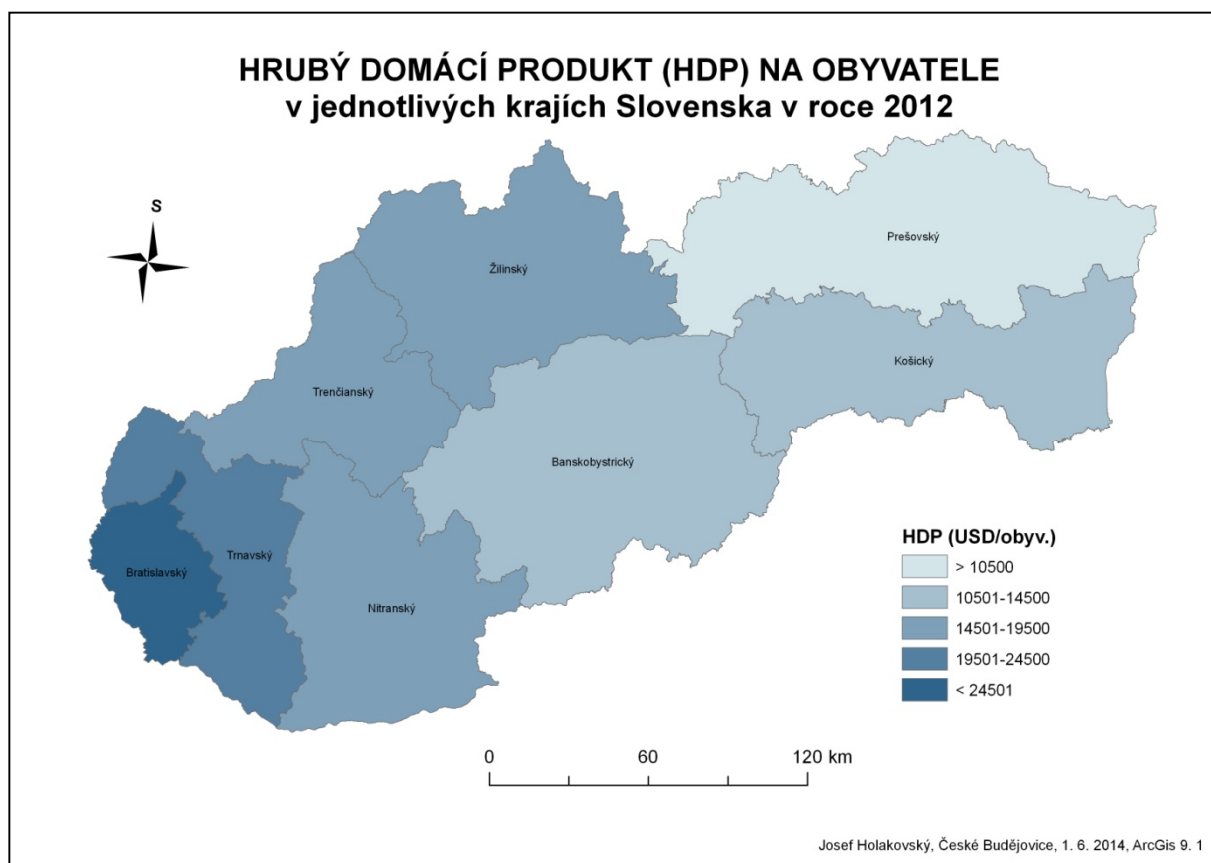 HRUBÝ DOMÁCÍ PRODUKT (HDP) NA OBYVATELE
v jednotlivých krajích Slovenska v roce 2012
S
Prešovský
Žilinský
Košický
Trenčianský
Banskobystrický
Trnavský
Bratislavský
Nitranský
HDP (USD/obyv.)
> 10500
10501-14500
14501-19500
19501-24500
< 24501
0 60 120 km
Josef Holakovský, České Budějovice, 1. 6. 2014, ArcGis 9. 1